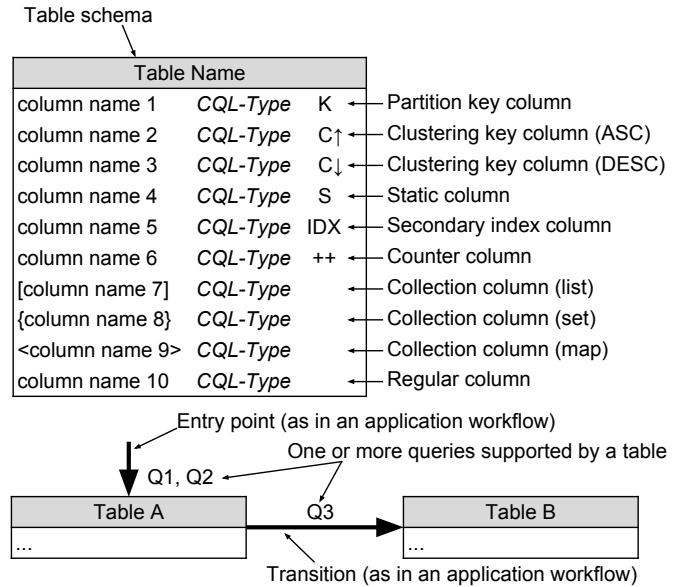 Table schema
Table Name
column name 1 CQL-Type K Partition key column
column name 2 CQL-Type C↑ Clustering key column (ASC)
column name 3 CQL-Type C↓ Clustering key column (DESC)
column name 4 CQL-Type S Static column
column name 5 CQL-Type IDX Secondary index column
column name 6 CQL-Type ++ Counter column
[column name 7] CQL-Type Collection column (list)
{column name 8} CQL-Type Collection column (set)
<column name 9> CQL-Type Collection column (map)
column name 10 CQL-Type Regular column
Entry point (as in an application workflow)
One or more queries supported by a table
Q1, Q2
Table A Q3 Table B
... ...
Transition (as in an application workflow)